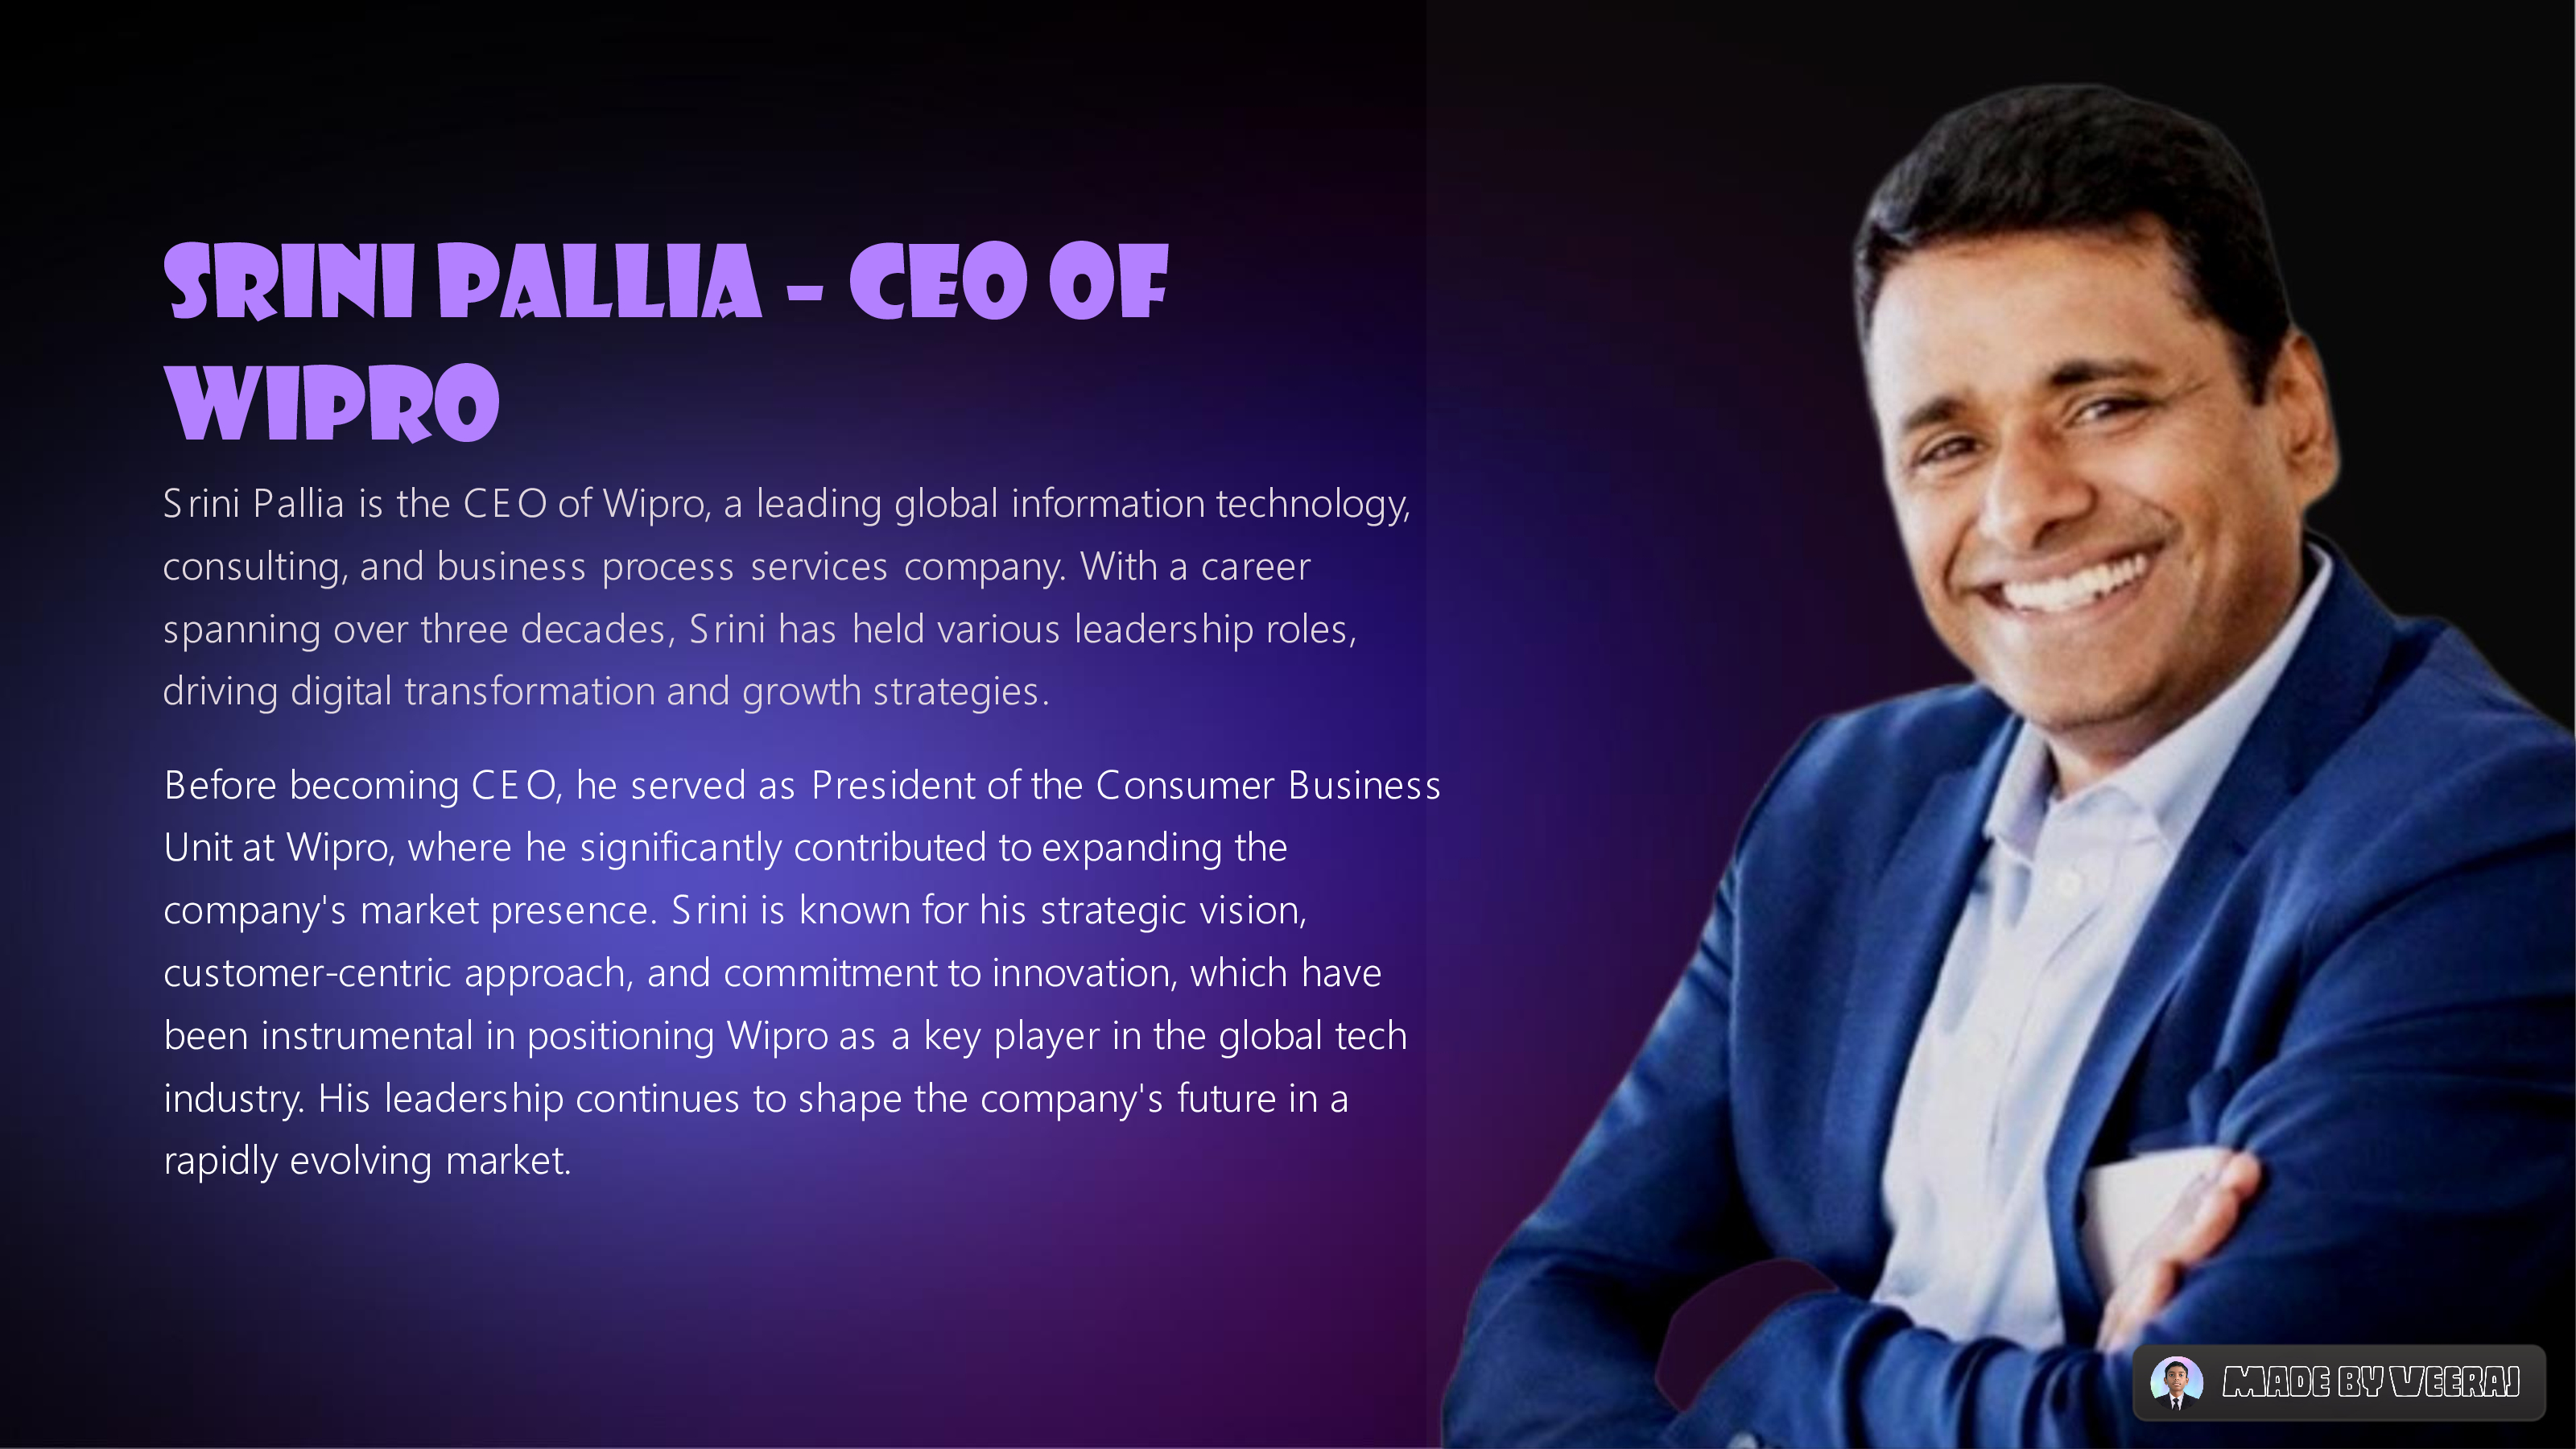 SRINI PALLIA – CEO OF
WIPRO
Srini Pallia is the CEO of Wipro, a leading global information technology,
consulting, and business process services company. With a career
spanning over three decades, Srini has held various leadership roles,
driving digital transformation and growth strategies.
Before becoming CEO, he served as President of the Consumer Business
Unit at Wipro, where he significantly contributed to expanding the
company's market presence. Srini is known for his strategic vision,
customer-centric approach, and commitment to innovation, which have
been instrumental in positioning Wipro as a key player in the global tech
industry. His leadership continues to shape the company's future in a
rapidly evolving market.
MADE BY VEERAJ